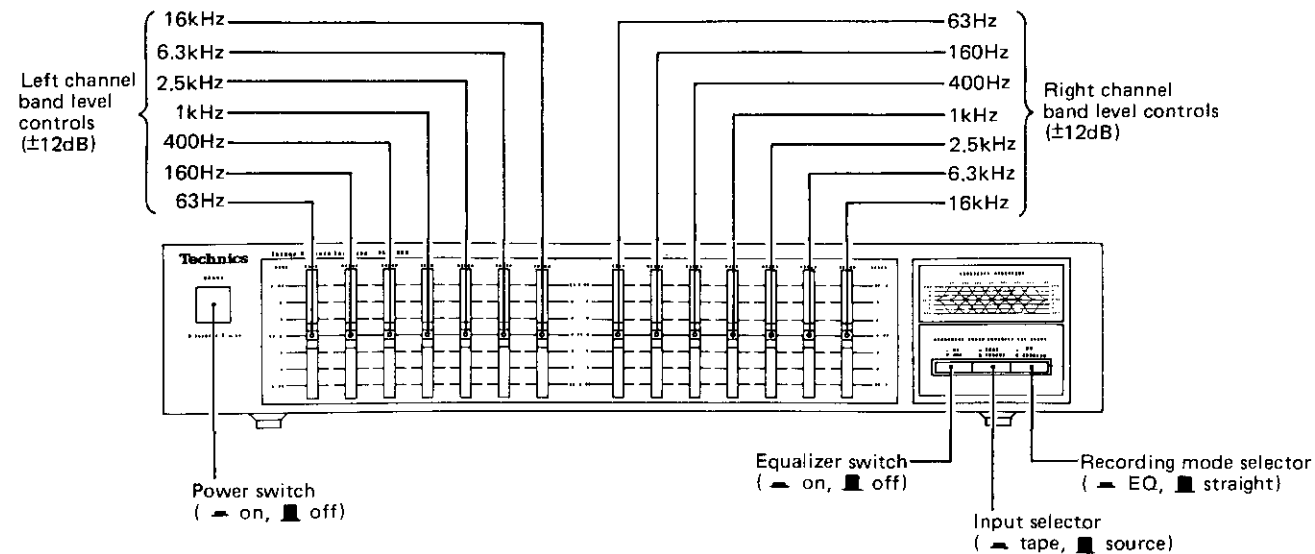 16kHz
6.3kHz
2.5kHz
1kHz
400Hz
160Hz
63Hz
Left channel
band level
controls
(±12dB)
63Hz
160Hz
400Hz
1kHz
2.5kHz
6.3kHz
16kHz
Right channel
band level controls
(±12dB)
Technics
Power switch
( on, off)
Equalizer switch
( on, off)
Input selector
( tape, source)
Recording mode selector
( EQ, straight)